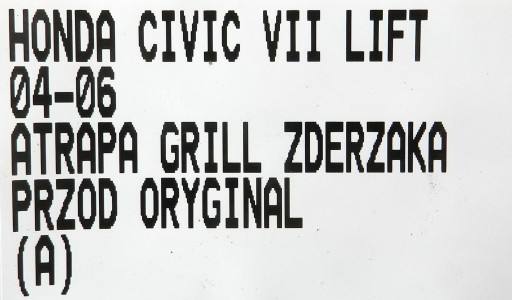 HONDA CIVIC VII LIFT
04-06
ATRAPA GRILL ZDERZAKA
PRZOD ORYGINAL
(A)